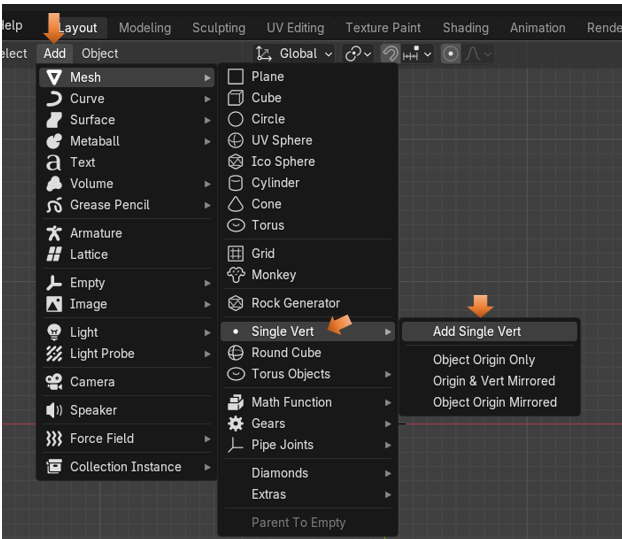 elp Layout Modeling Sculpting UV Editing Texture Paint Shading Animation Rende
elect Add Object Global
Mesh
Curve
Surface
Metaball
Text
Volume
Grease Pencil
Armature
Lattice
Empty
Image
Light
Light Probe
Camera
Speaker
Force Field
Collection Instance
Plane
Cube
Circle
UV Sphere
Ico Sphere
Cylinder
Cone
Torus
Grid
Monkey
Rock Generator
Single Vert
Round Cube
Torus Objects
Math Function
Gears
Pipe Joints
Diamonds
Extras
Parent To Empty
Add Single Vert
Object Origin Only
Origin & Vert Mirrored
Object Origin Mirrored